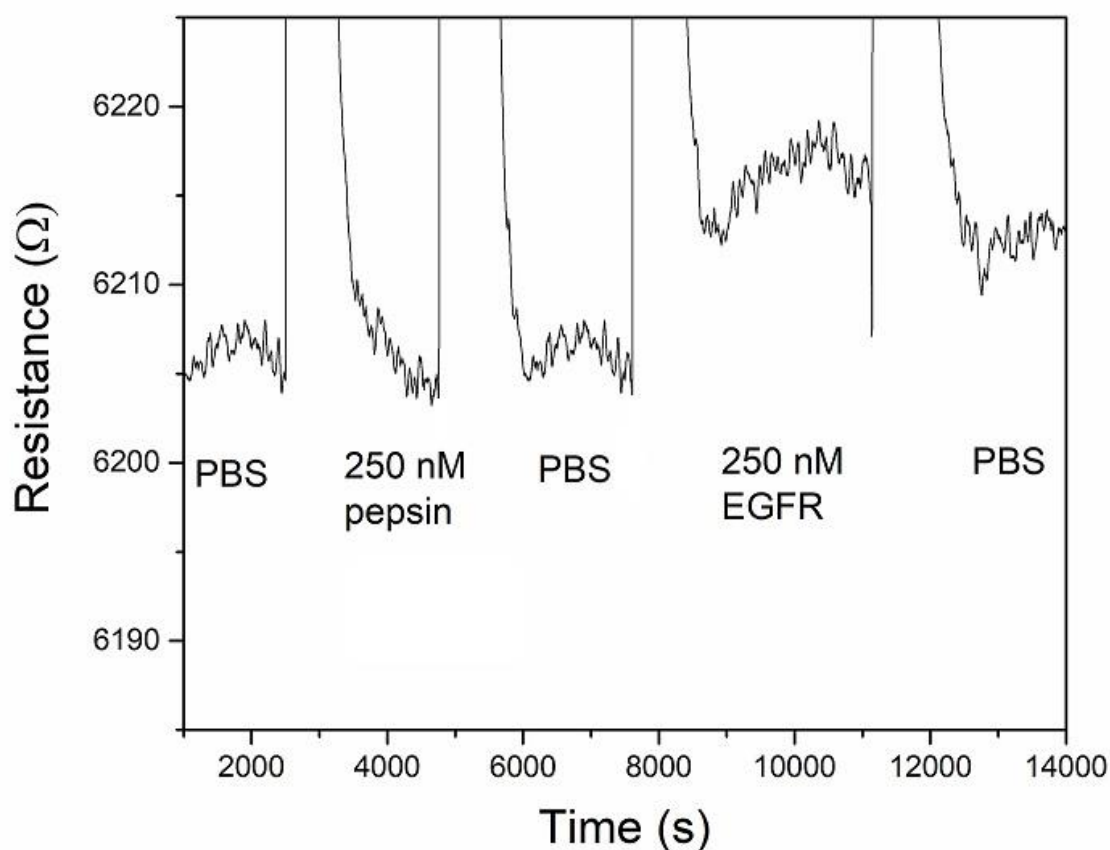 Resistance (Ω)
6220
6210
6200
6190
PBS
250 nM
pepsin
PBS
250 nM
EGFR
PBS
2000
4000
6000
8000
10000
12000
14000
Time (s)